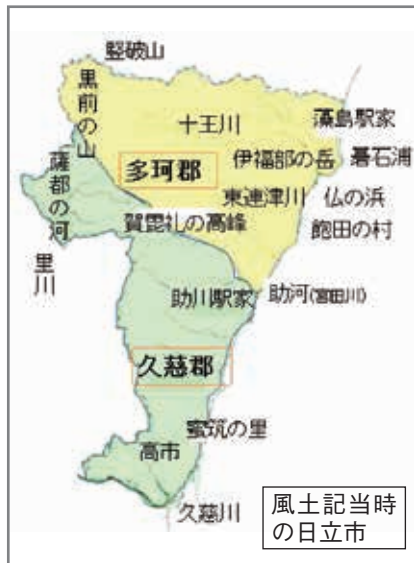 竪破山
黒前の山
十王川
藻島駅家
伊福部の岳
碁石浦
多珂郡
薩都の河
東連津川
仏の浜
賀毘礼の高峰
飽田の村
里川
助川駅家
助河(宮田川)
久慈郡
蜜筑の里
高市
久慈川
風土記当時
の日立市